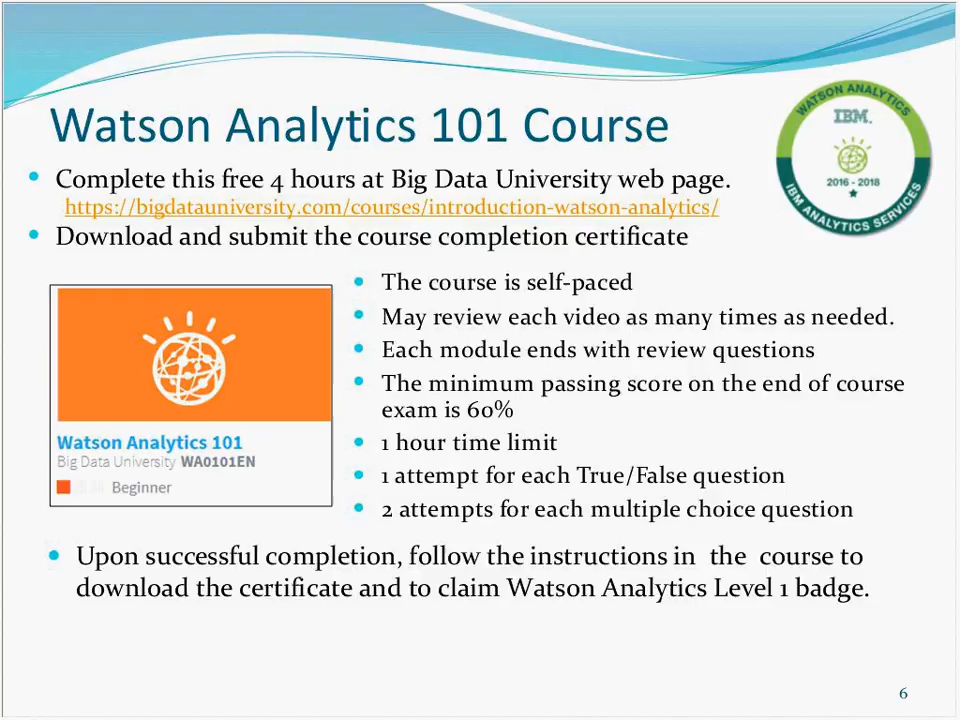 Watson Analytics 101 Course
WATSON ANALYTICS
IBM.
2016 - 2018
IBM ANALYTICS SERVICES
Complete this free 4 hours at Big Data University web page.
https://bigdatauniversity.com/courses/introduction-watson-analytics/
Download and submit the course completion certificate
Watson Analytics 101
Big Data University WA0101EN
Beginner
The course is self-paced
May review each video as many times as needed.
Each module ends with review questions
The minimum passing score on the end of course
exam is 60%
1 hour time limit
1 attempt for each True/False question
2 attempts for each multiple choice question
Upon successful completion, follow the instructions in the course to
download the certificate and to claim Watson Analytics Level 1 badge.
6